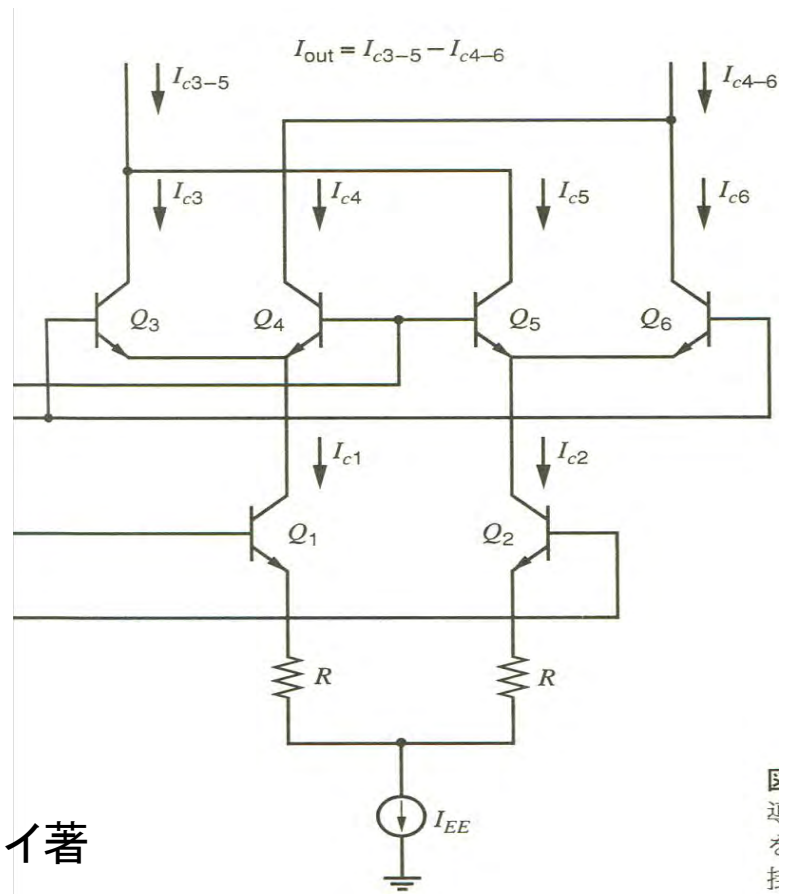 I_out = I_c3–5 − I_c4–6
I_c3–5
I_c4–6
I_c3
I_c4
I_c5
I_c6
Q_3
Q_4
Q_5
Q_6
I_c1
I_c2
Q_1
Q_2
R
R
I_EE
イ著